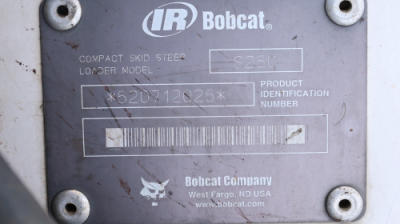 IR Bobcat®
COMPACT SKID STEER
LOADER MODEL
PRODUCT
IDENTIFICATION
NUMBER
*520712025*
Bobcat Company
West Fargo, ND USA
www.bobcat.com